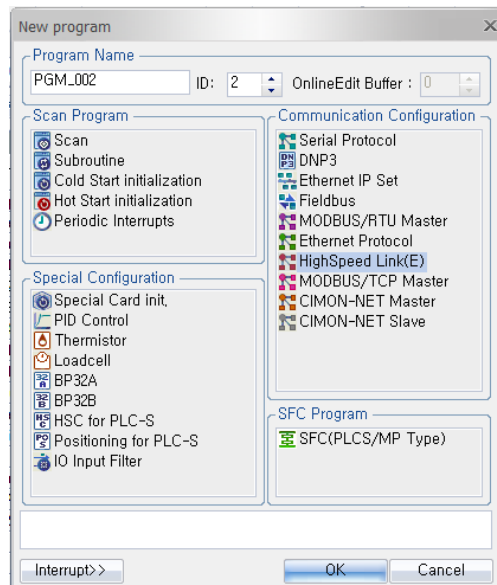 New program
Program Name
PGM_002 ID: 2 OnlineEdit Buffer : 0
Scan Program
Scan
Subroutine
Cold Start initialization
Hot Start initialization
Periodic Interrupts
Special Configuration
Special Card init.
PID Control
Thermistor
Loadcell
BP32A
BP32B
HSC for PLC-S
Positioning for PLC-S
IO Input Filter
Communication Configuration
Serial Protocol
DNP3
Ethernet IP Set
Fieldbus
MODBUS/RTU Master
Ethernet Protocol
HighSpeed Link(E)
MODBUS/TCP Master
CIMON-NET Master
CIMON-NET Slave
SFC Program
SFC(PLCS/MP Type)
Interrupt>> OK Cancel